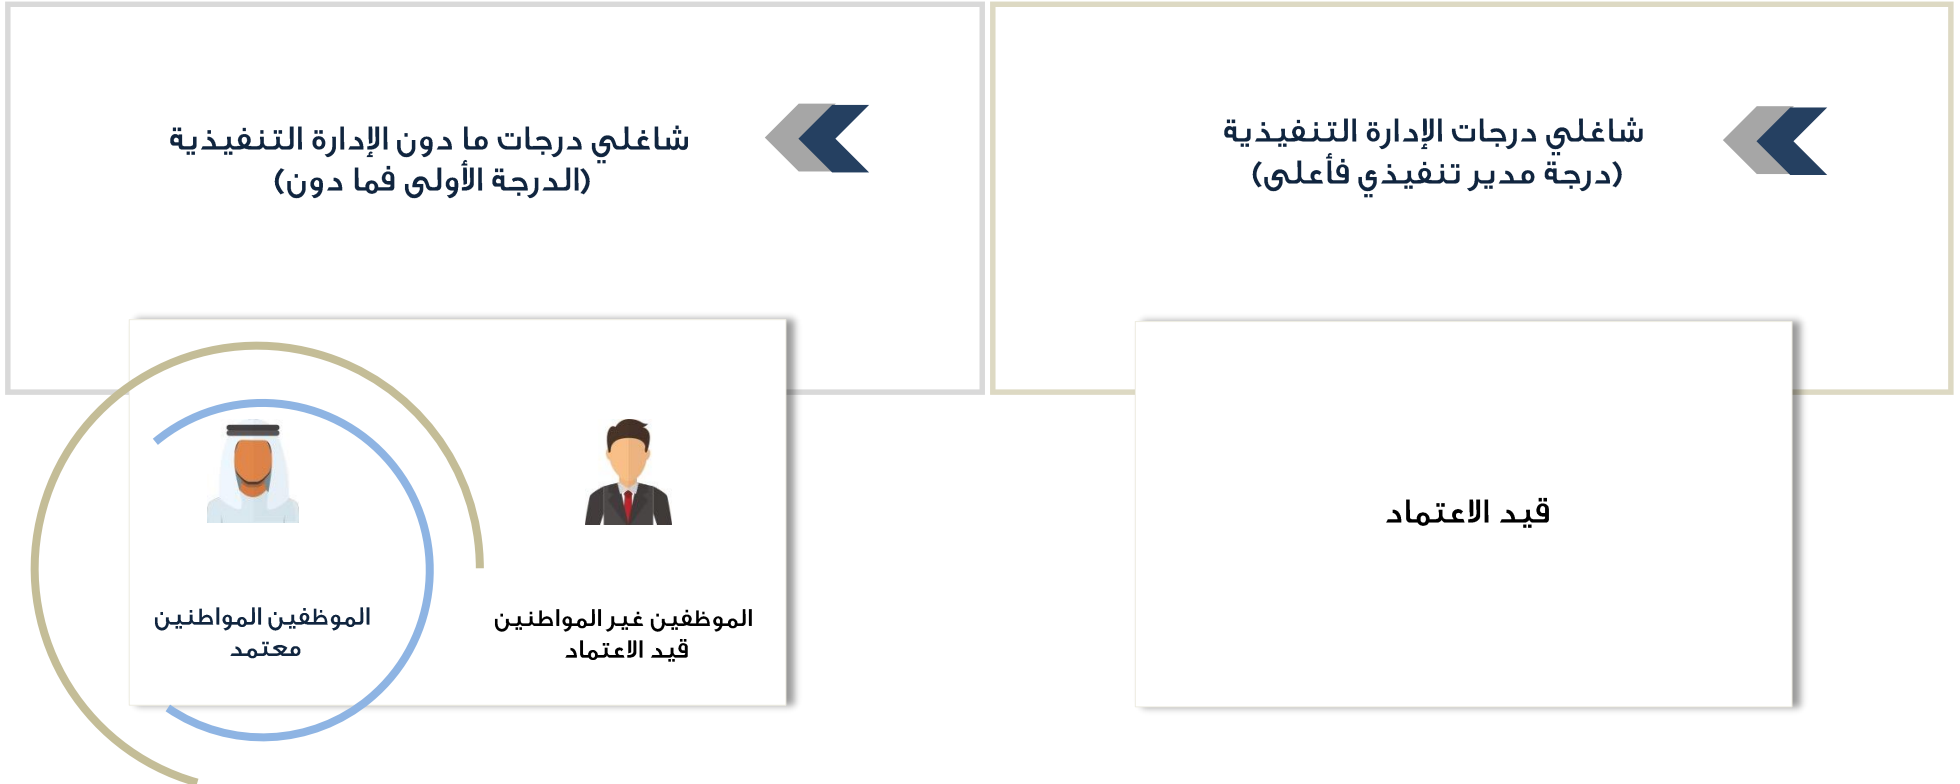 شاغلي درجات الإدارة التنفيذية
(درجة مدير تنفيذي فأعلى)
قيد الاعتماد
شاغلي درجات ما دون الإدارة التنفيذية
(الدرجة الأولى فما دون)
الموظفين غير المواطنين
قيد الاعتماد
الموظفين المواطنين
معتمد